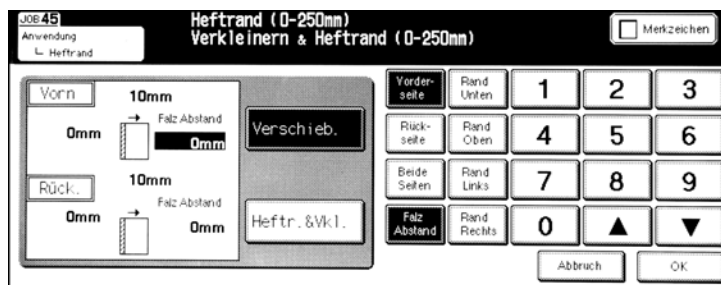 JOB 45
Anwendung
Heftrand
Heftrand (0-250mm)
Verkleinern & Heftrand (0-250mm)
Merkzeichen
Vorn
10mm
0mm
Falz Abstand
0mm
Rück.
10mm
0mm
Falz Abstand
0mm
Verschieb.
Heftr.&Vkl.
Vorder-
seite
Rand
Unten
1
2
3
Rück-
seite
Rand
Oben
4
5
6
Beide
Seiten
Rand
Links
7
8
9
Falz
Abstand
Rand
Rechts
0
▲
▼
Abbruch
OK